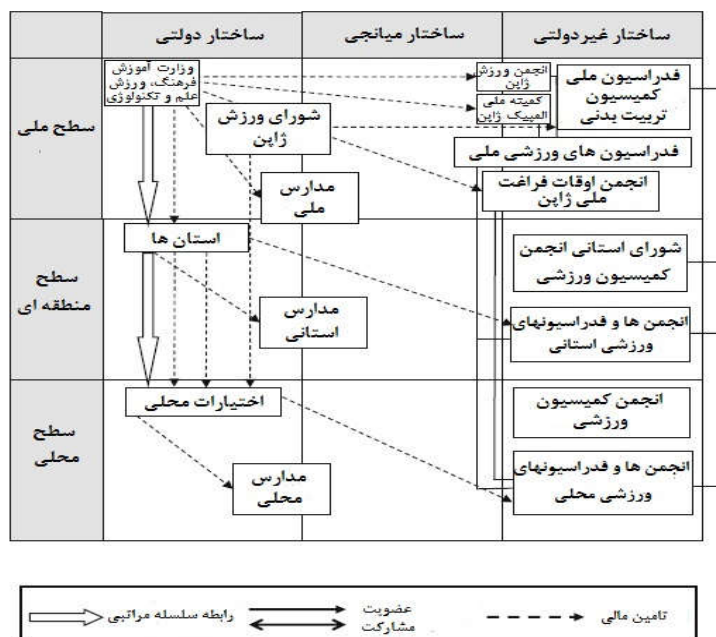 ساختار غیردولتی
ساختار میانجی
ساختار دولتی
سطح ملی
وزارت آموزش
فرهنگ، ورزش
علم و تکنولوژی
شورای ورزش
ژاپن
مدارس
ملی
انجمن ورزش
ژاپن
کمیته ملی
المپیک ژاپن
فدراسیون ملی
کمیسیون
تربیت بدنی
فدراسیون های ورزشی ملی
انجمن اوقات فراغت
ملی ژاپن
سطح
منطقه ای
استان ها
مدارس
استانی
شورای استانی انجمن
کمیسیون ورزشی
انجمن ها و فدراسیونهای
ورزشی استانی
سطح
محلی
اختیارات محلی
مدارس
محلی
انجمن کمیسیون
ورزشی
انجمن ها و فدراسیونهای
ورزشی محلی
تامین مالی
عضویت
مشارکت
رابطه سلسله مراتبی